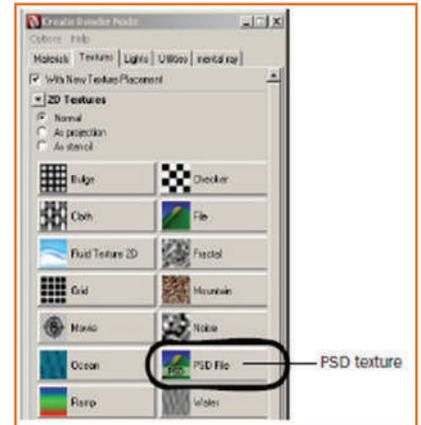 Create Render Node
Options Help
Materials Textures Lights Utilities mental ray
With New Texture Placement
2D Textures
Normal
As projection
As stencil
Bulge Checker
Cloth File
Fluid Texture 2D Fractal
Grid Mountain
Movie Noise
Ocean PSD PSD File PSD texture
Ramp Water